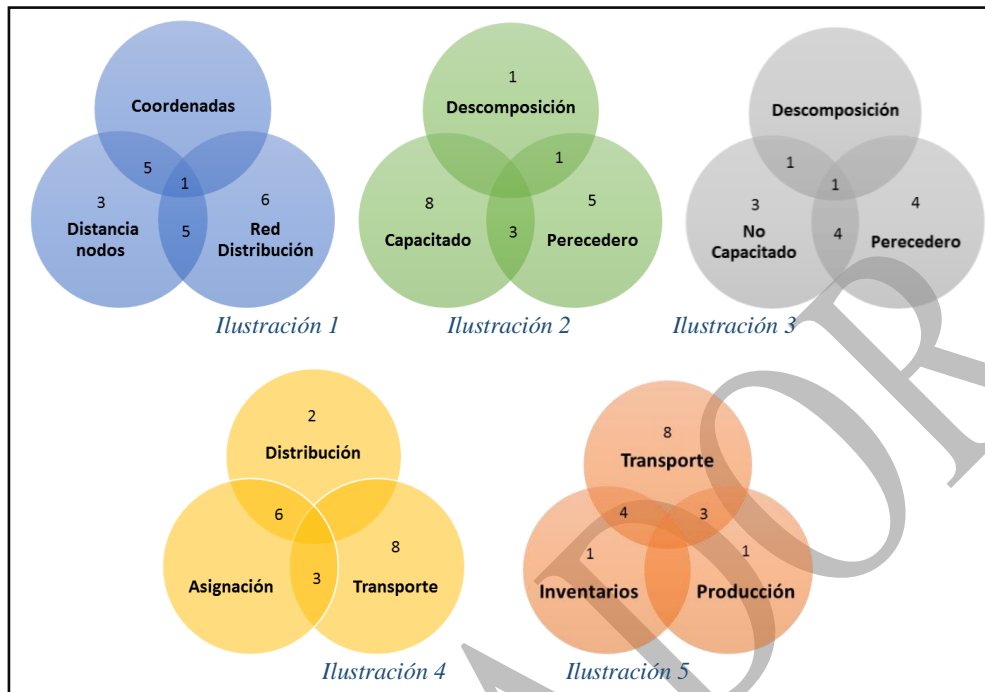 Coordenadas
5
1
3
6
Distancia
nodos
5
Red
Distribución
Ilustración 1
1
Descomposición
1
8
5
Capacitado
3
Perecedero
Ilustración 2
Descomposición
1
1
3
4
No
Capacitado
4
Perecedero
Ilustración 3
2
Distribución
6
8
Asignación
3
Transporte
Ilustración 4
8
Transporte
4
3
1
1
Inventarios
Producción
Ilustración 5